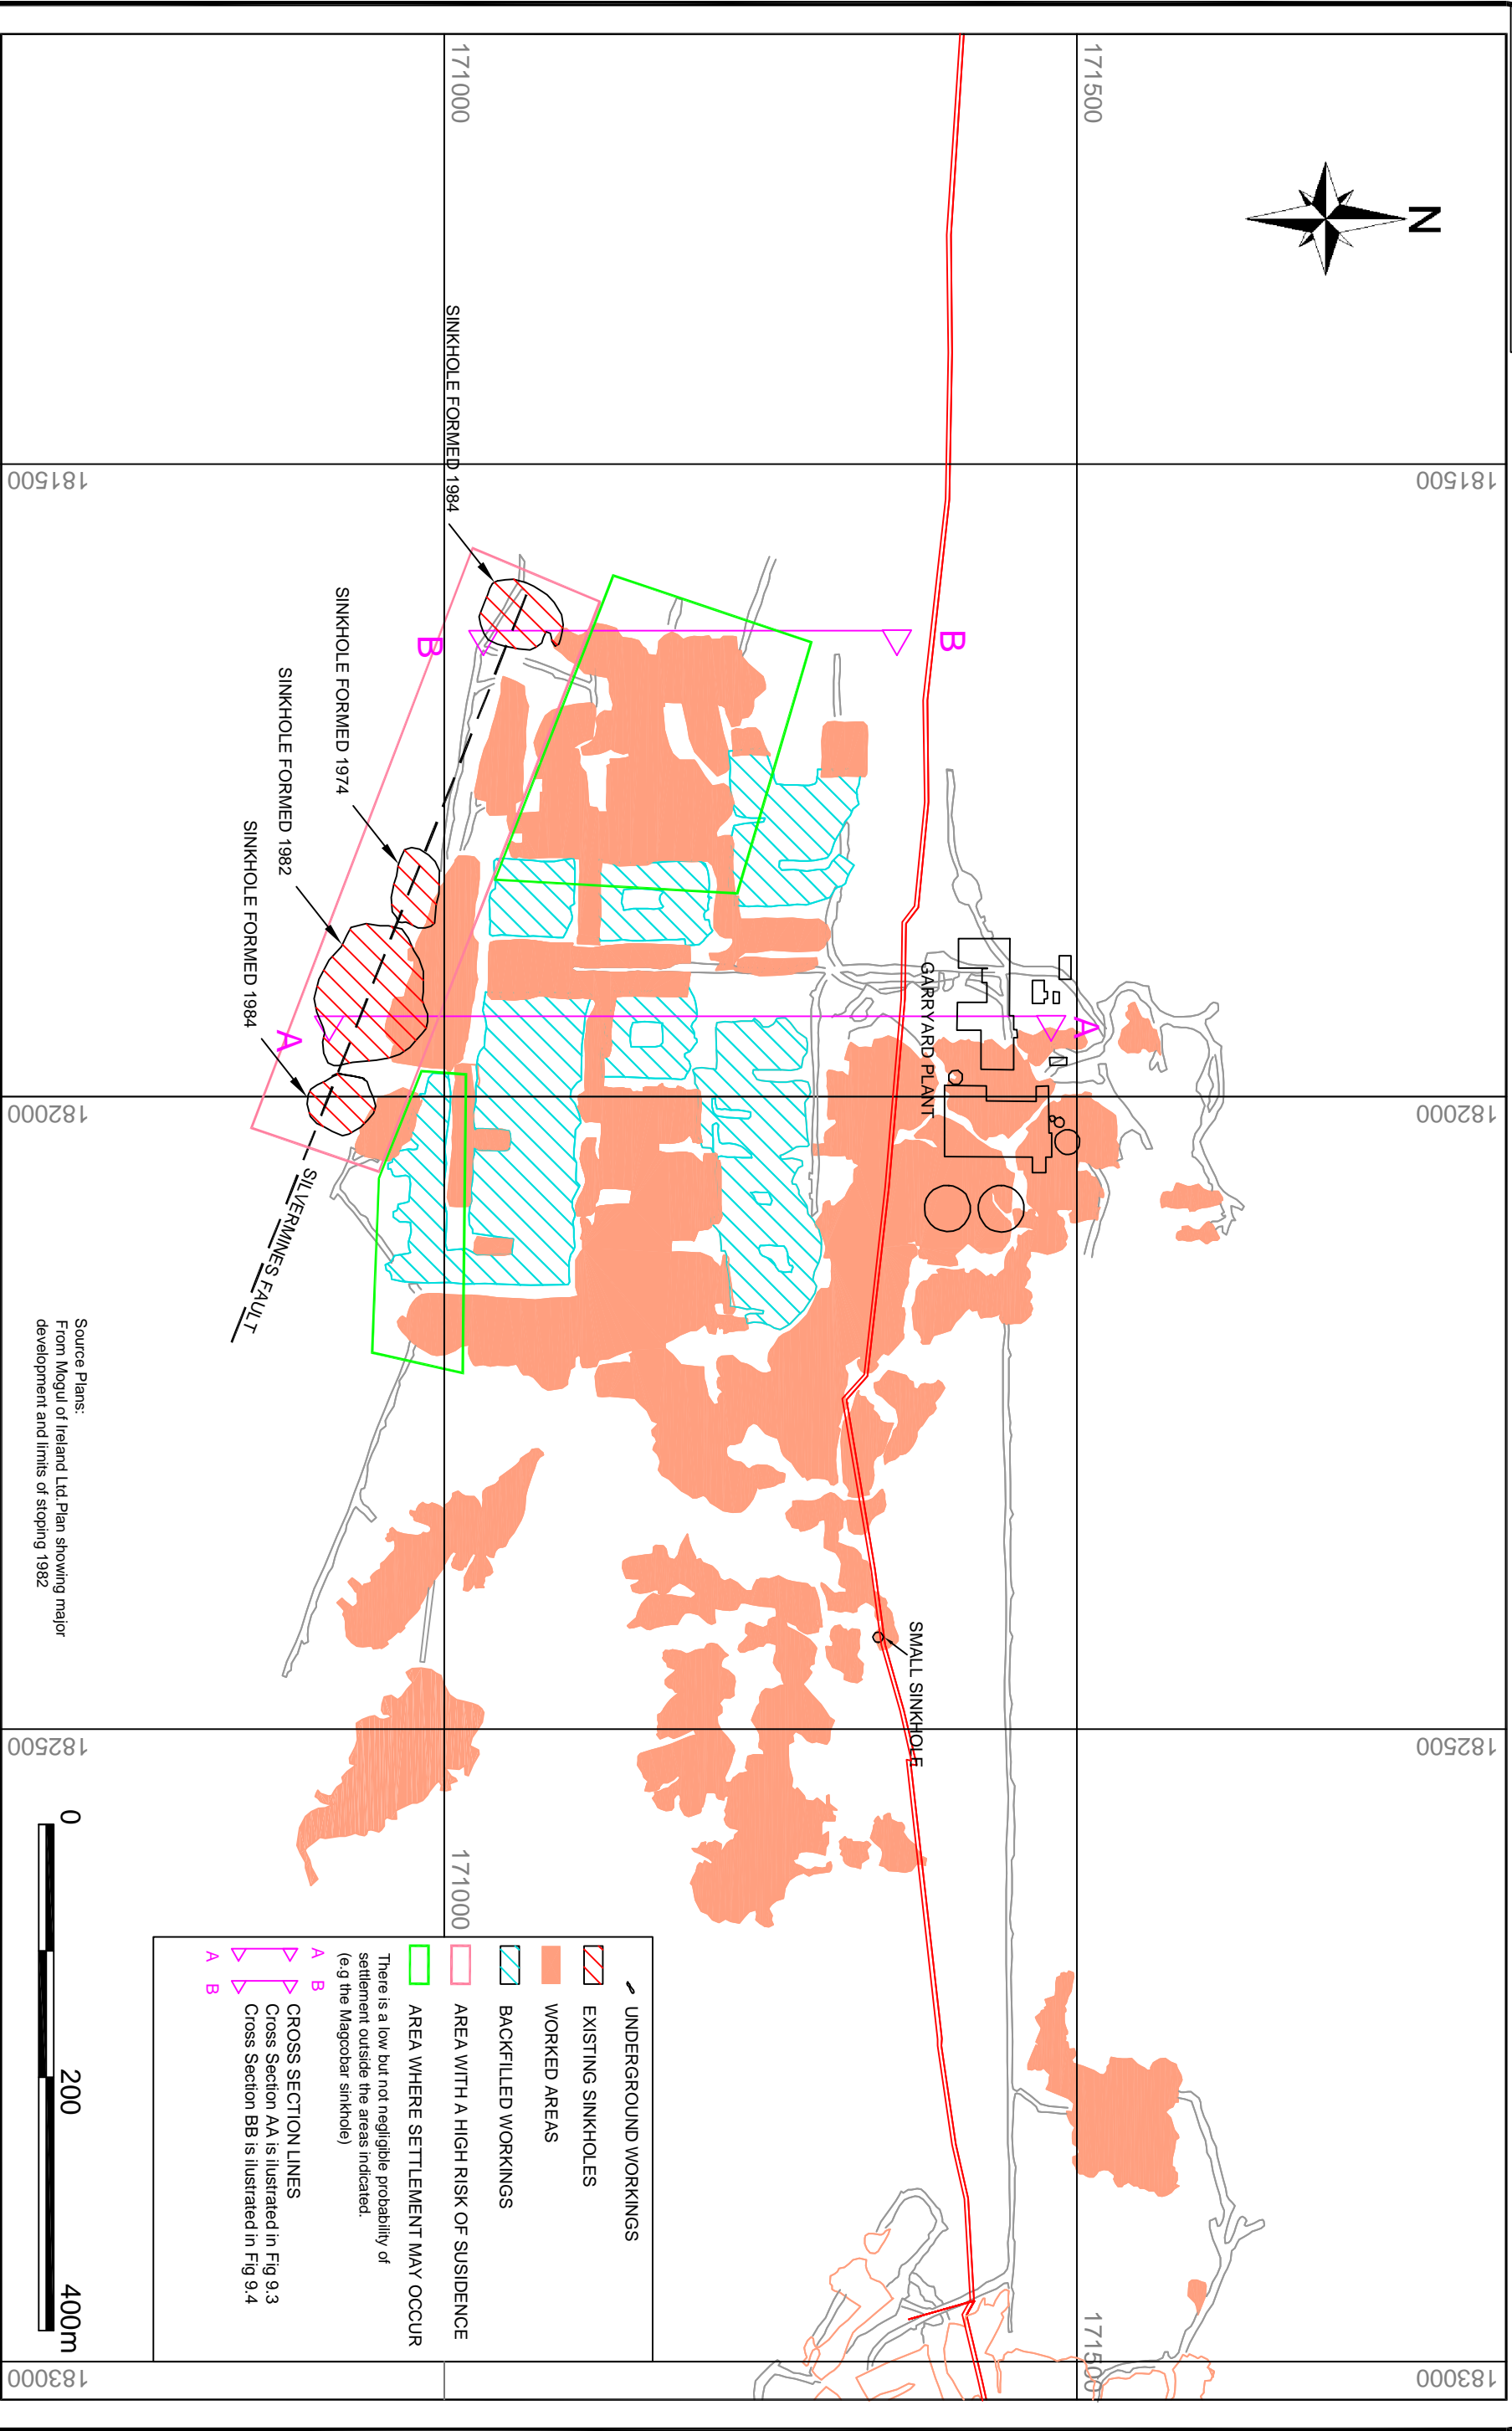 N
171500
171500
171000
171000
181500
181500
182000
182000
182500
182500
183000
183000
B
B
A
A
GARRYARD PLANT
SMALL SINKHOLE
SINKHOLE FORMED 1984
SINKHOLE FORMED 1974
SINKHOLE FORMED 1982
SINKHOLE FORMED 1984
SILVERMINES FAULT
UNDERGROUND WORKINGS
EXISTING SINKHOLES
WORKED AREAS
BACKFILLED WORKINGS
AREA WITH A HIGH RISK OF SUSIDENCE
AREA WHERE SETTLEMENT MAY OCCUR
There is a low but not negligible probability of
settlement outside the areas indicated.
(e.g the Magcobar sinkhole)
A B
CROSS SECTION LINES
Cross Section AA is ilustrated in Fig 9.3
Cross Section BB is ilustrated in Fig 9.4
A B
Source Plans:
From Mogul of Ireland Ltd.Plan showing major
development and limits of stoping 1982
0 200 400m